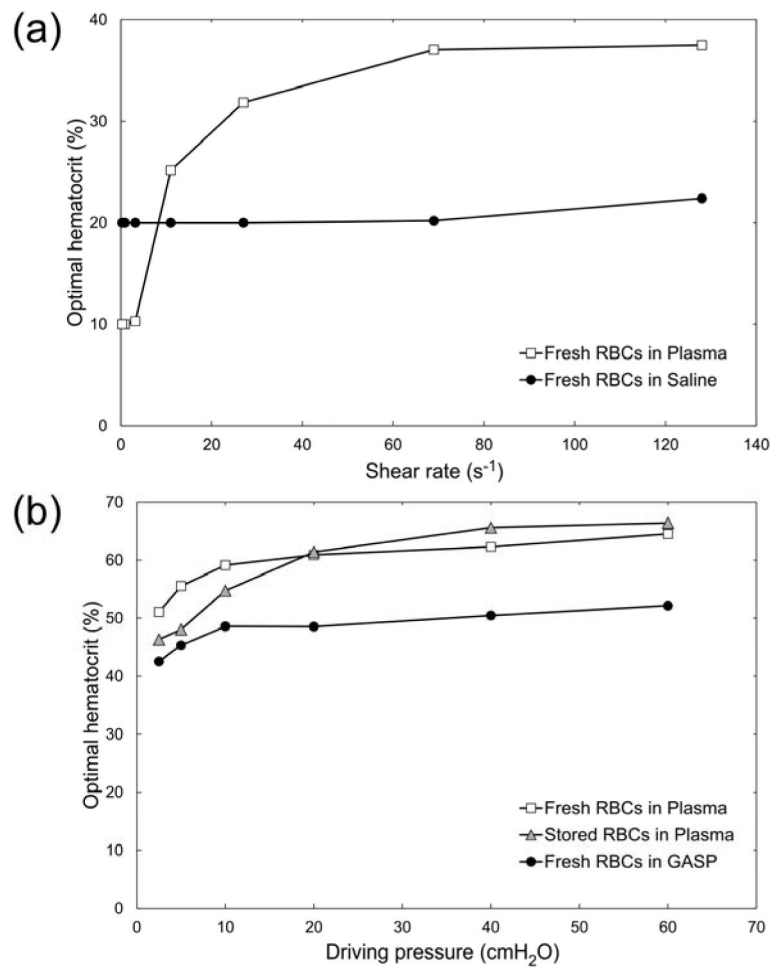 (a)
Optimal hematocrit (%)
40
30
20
10
0
0 20 40 60 80 100 120 140
Shear rate (s⁻¹)
Fresh RBCs in Plasma
Fresh RBCs in Saline
(b)
Optimal hematocrit (%)
70
60
50
40
30
20
10
0
0 10 20 30 40 50 60 70
Driving pressure (cmH₂O)
Fresh RBCs in Plasma
Stored RBCs in Plasma
Fresh RBCs in GASP